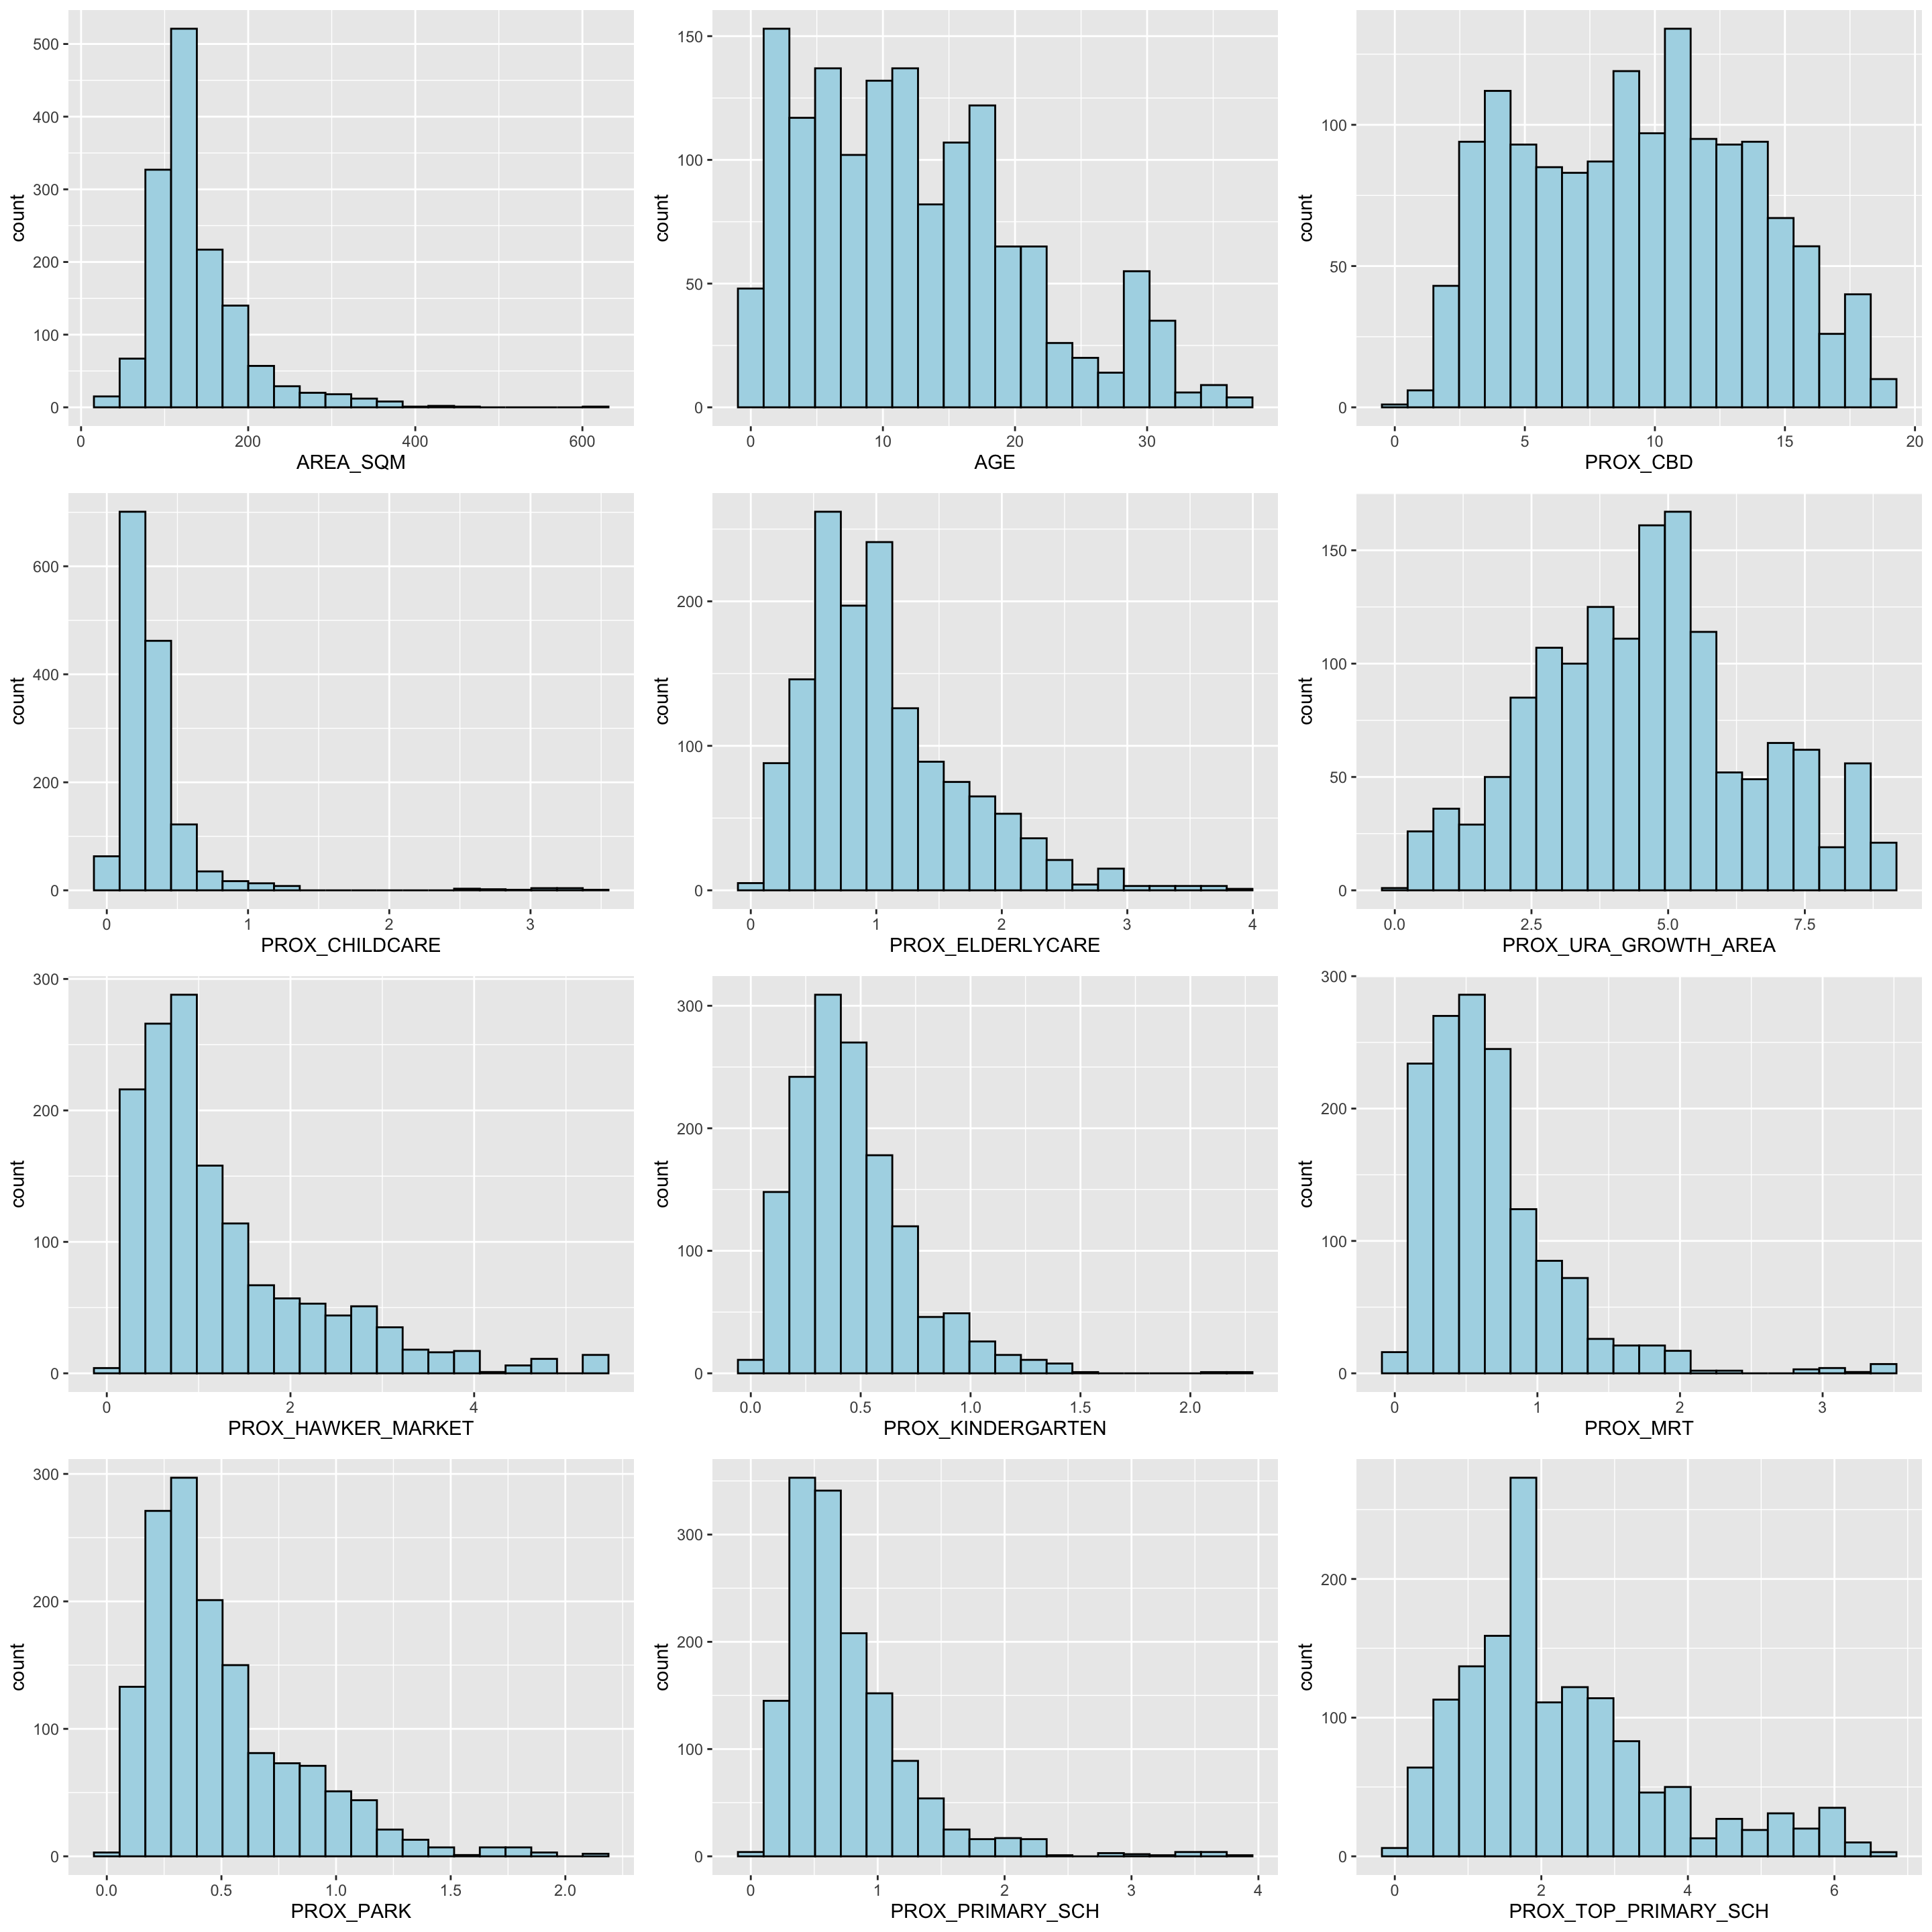 500
400
300
200
100
0
count
0 200 400 600
AREA_SQM
150
100
50
0
count
0 10 20 30
AGE
100
50
0
count
0 5 10 15 20
PROX_CBD
600
400
200
0
count
0 1 2 3
PROX_CHILDCARE
200
100
0
count
0 1 2 3 4
PROX_ELDERLYCARE
150
100
50
0
count
0.0 2.5 5.0 7.5
PROX_URA_GROWTH_AREA
300
200
100
0
count
0 2 4
PROX_HAWKER_MARKET
300
200
100
0
count
0.0 0.5 1.0 1.5 2.0
PROX_KINDERGARTEN
300
200
100
0
count
0 1 2 3
PROX_MRT
300
200
100
0
count
0.0 0.5 1.0 1.5 2.0
PROX_PARK
300
200
100
0
count
0 1 2 3 4
PROX_PRIMARY_SCH
200
100
0
count
0 2 4 6
PROX_TOP_PRIMARY_SCH